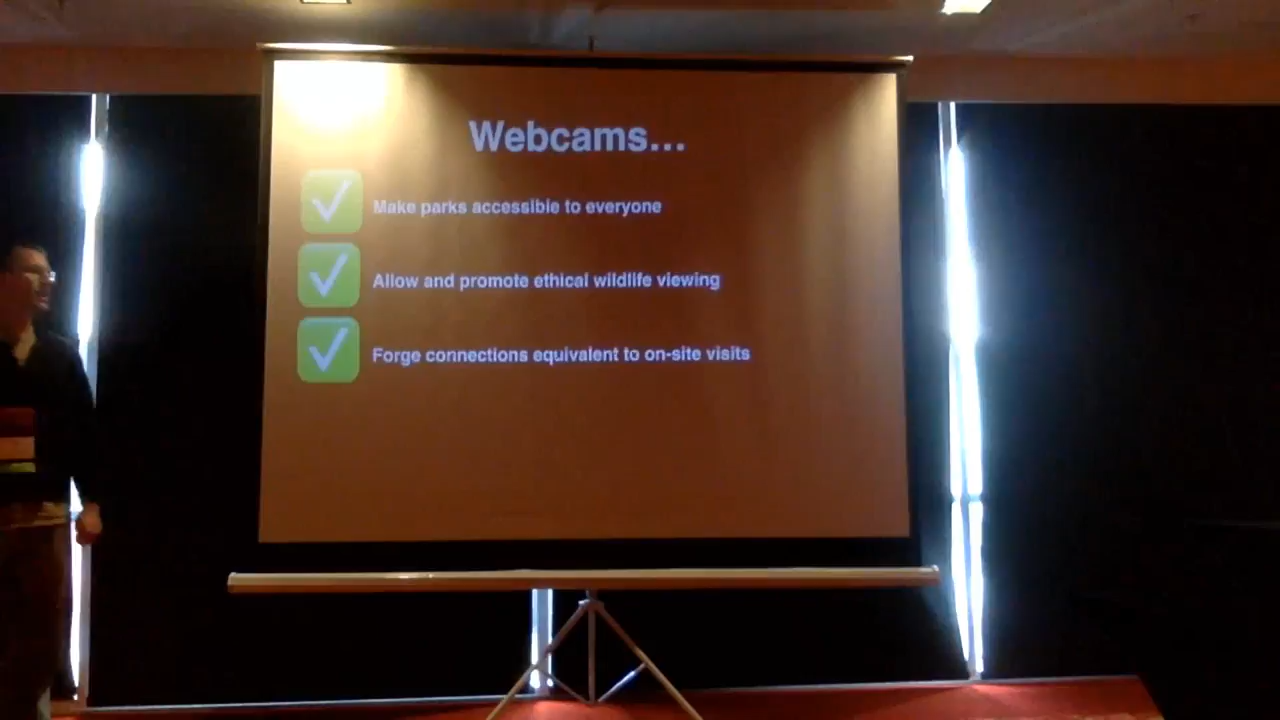 Webcams...
Make parks accessible to everyone
Allow and promote ethical wildlife viewing
Forge connections equivalent to on-site visits